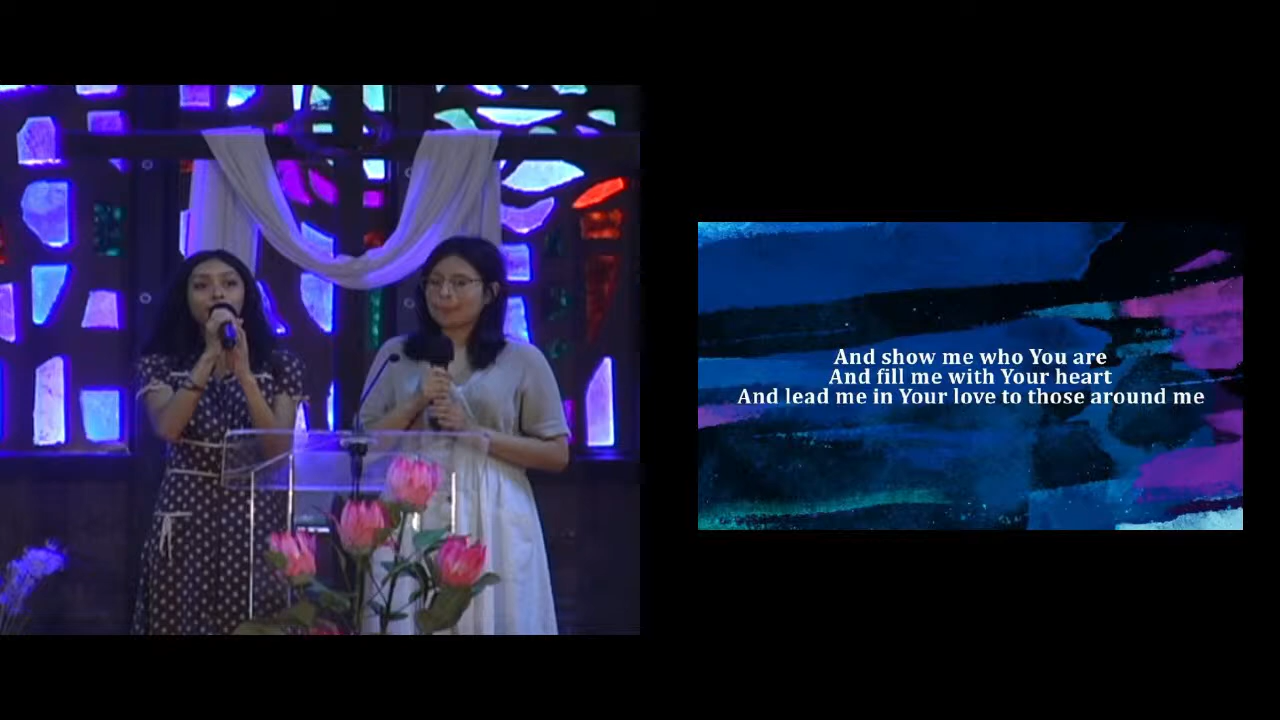 And show me who You are
And fill me with Your heart
And lead me in Your love to those around me